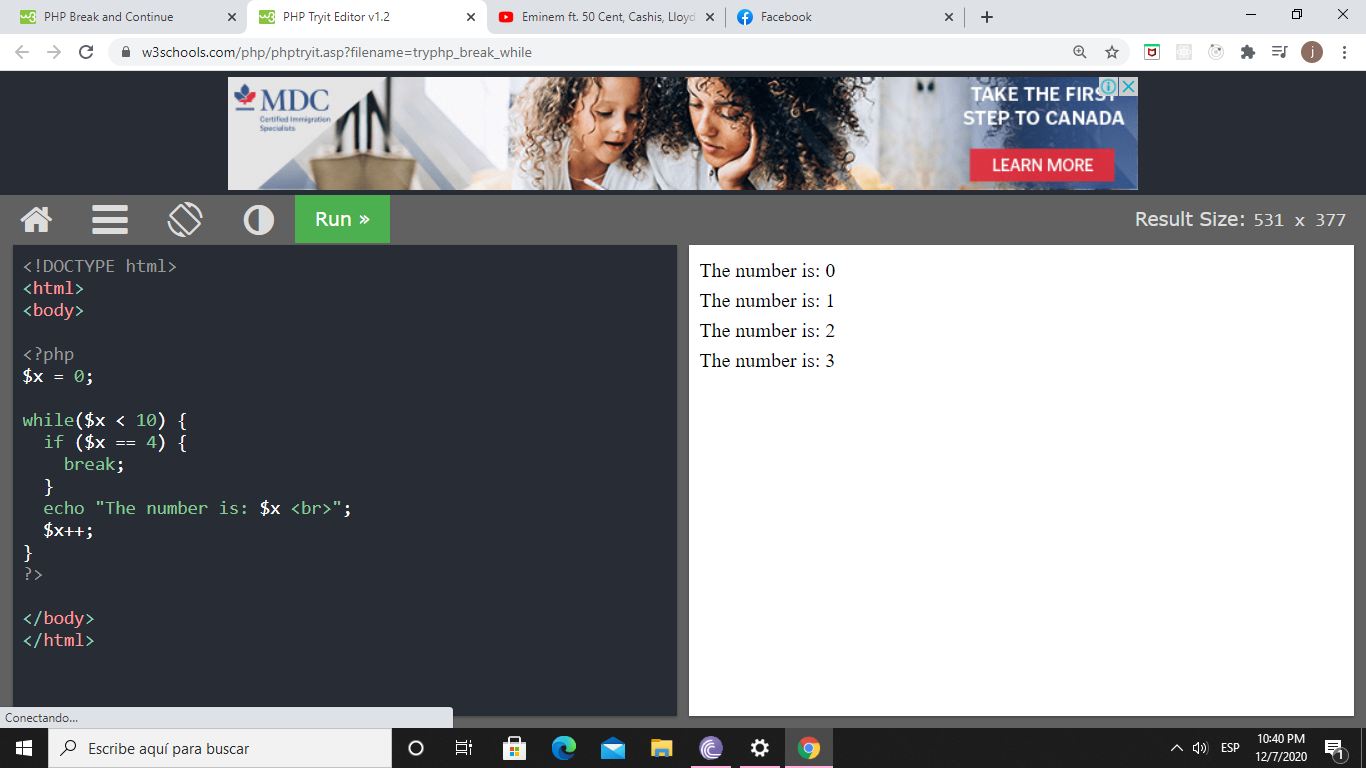 PHP Break and Continue
PHP Tryit Editor v1.2
Eminem ft. 50 Cent, Cashis, Lloyd
Facebook
w3schools.com/php/phptryit.asp?filename=tryphp_break_while
j
MDC
Certified Immigration
Specialists
TAKE THE FIRST
STEP TO CANADA
LEARN MORE
Run »
Result Size: 531 x 377
<!DOCTYPE html>
<html>
<body>
<?php
$x = 0;
while($x < 10) {
if ($x == 4) {
break;
}
echo "The number is: $x <br>";
$x++;
}
?>
</body>
</html>
The number is: 0
The number is: 1
The number is: 2
The number is: 3
Conectando...
Escribe aquí para buscar
ESP
10:40 PM
12/7/2020
1